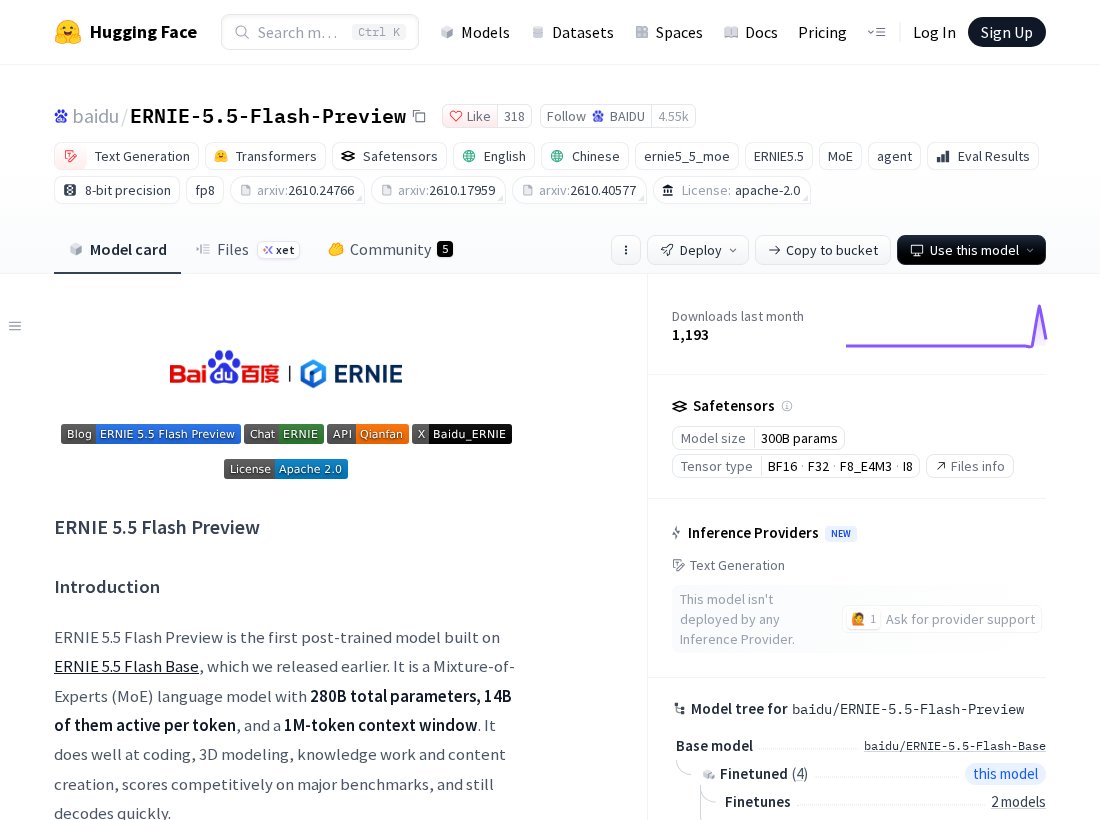 Hugging Face
Search m…
Ctrl K
Models
Datasets
Spaces
Docs
Pricing
Log In
Sign Up
baidu/ERNIE-5.5-Flash-Preview
Like 318
Follow BAIDU 4.55k
Text Generation
Transformers
Safetensors
English
Chinese
ernie5_5_moe
ERNIE5.5
MoE
agent
Eval Results
8-bit precision
fp8
arxiv:2610.24766
arxiv:2610.17959
arxiv:2610.40577
License: apache-2.0
Model card
Files
xet
Community 5
Deploy
Copy to bucket
Use this model
Bai du 百度 | ERNIE
Blog ERNIE 5.5 Flash Preview
Chat ERNIE
API Qianfan
X Baidu_ERNIE
License Apache 2.0
ERNIE 5.5 Flash Preview
Introduction
ERNIE 5.5 Flash Preview is the first post-trained model built on
ERNIE 5.5 Flash Base, which we released earlier. It is a Mixture-of-
Experts (MoE) language model with 280B total parameters, 14B
of them active per token, and a 1M-token context window. It
does well at coding, 3D modeling, knowledge work and content
creation, scores competitively on major benchmarks, and still
decodes quickly.
Downloads last month
1,193
Safetensors
Model size 300B params
Tensor type BF16 · F32 · F8_E4M3 · I8
Files info
Inference Providers NEW
Text Generation
This model isn't
deployed by any
Inference Provider.
1 Ask for provider support
Model tree for baidu/ERNIE-5.5-Flash-Preview
Base model baidu/ERNIE-5.5-Flash-Base
Finetuned (4) this model
Finetunes 2 models